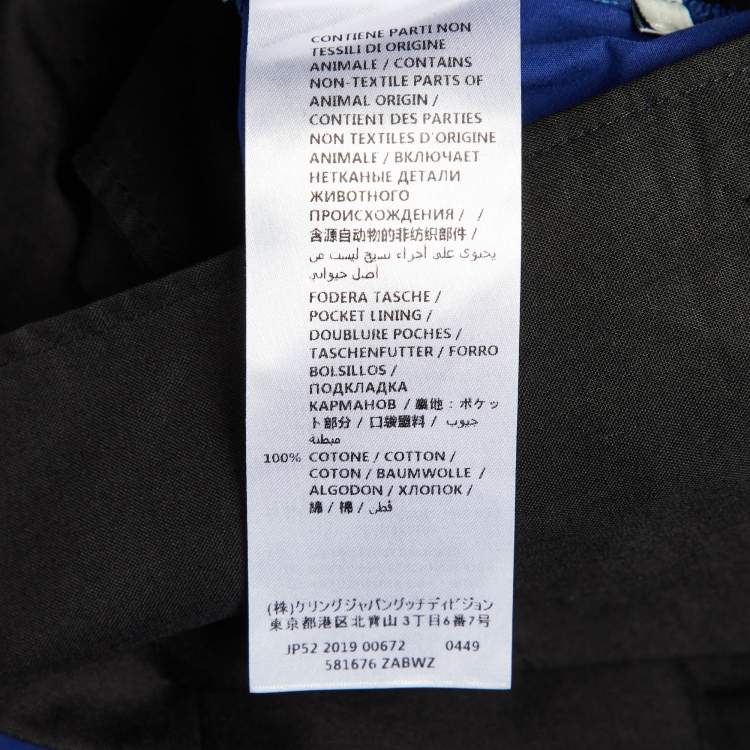 CONTIENE PARTI NON
TESSILI DI ORIGINE
ANIMALE / CONTAINS
NON-TEXTILE PARTS OF
ANIMAL ORIGIN /
CONTIENT DES PARTIES
NON TEXTILES D'ORIGINE
ANIMALE / ВКЛЮЧАЕТ
НЕТКАНЫЕ ДЕТАЛИ
ЖИВОТНОГО
ПРОИСХОЖДЕНИЯ / /
含源自动物的非纺织部件 /
يحتوي على أجزاء نسيج ليست من
أصل حيواني
FODERA TASCHE /
POCKET LINING /
DOUBLURE POCHES /
TASCHENFUTTER / FORRO
BOLSILLOS /
ПОДКЛАДКА
КАРМАНОВ / 裏地 : ポケッ
ト部分 / 口袋里料 / جيوب
مبطنة
100% COTONE / COTTON /
COTON / BAUMWOLLE /
ALGODON / ХЛОПОК /
綿 / 棉 / قطن
(株)ケリングジャパングッチディビジョン
東京都港区北青山3丁目6番7号
JP52 2019 00672 0449
581676 ZABWZ